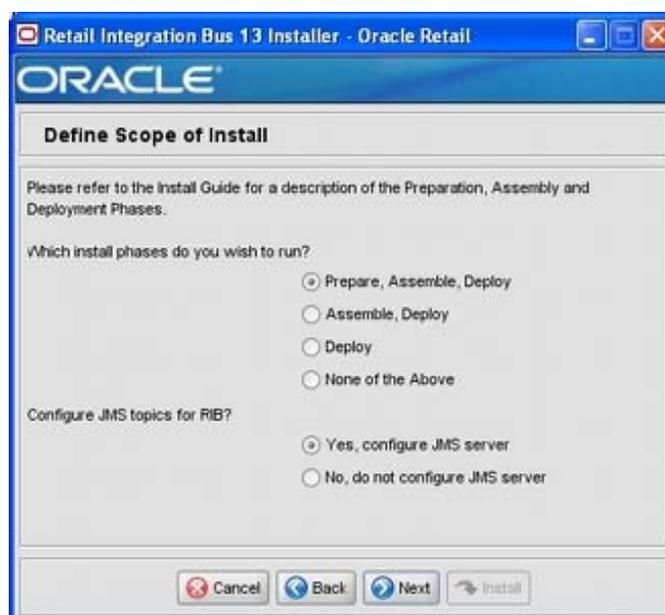 Retail Integration Bus 13 Installer - Oracle Retail
ORACLE
Define Scope of Install
Please refer to the Install Guide for a description of the Preparation, Assembly and
Deployment Phases.
Which install phases do you wish to run?
Prepare, Assemble, Deploy
Assemble, Deploy
Deploy
None of the Above
Configure JMS topics for RIB?
Yes, configure JMS server
No, do not configure JMS server
Cancel Back Next Install